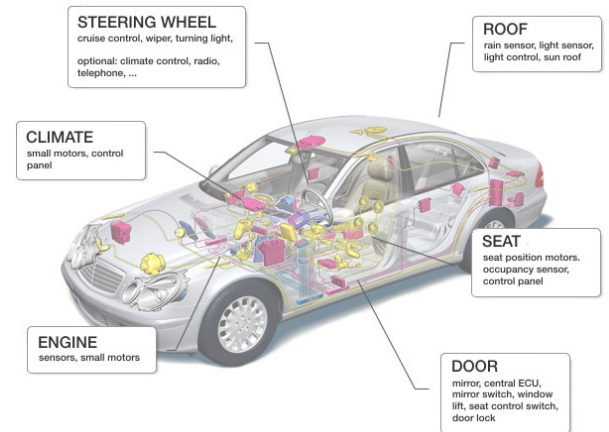 STEERING WHEEL
cruise control, wiper, turning light,
optional: climate control, radio,
telephone, ...
ROOF
rain sensor, light sensor,
light control, sun roof
CLIMATE
small motors, control
panel
SEAT
seat position motors.
occupancy sensor,
control panel
ENGINE
sensors, small motors
DOOR
mirror, central ECU,
mirror switch, window
lift, seat control switch,
door lock